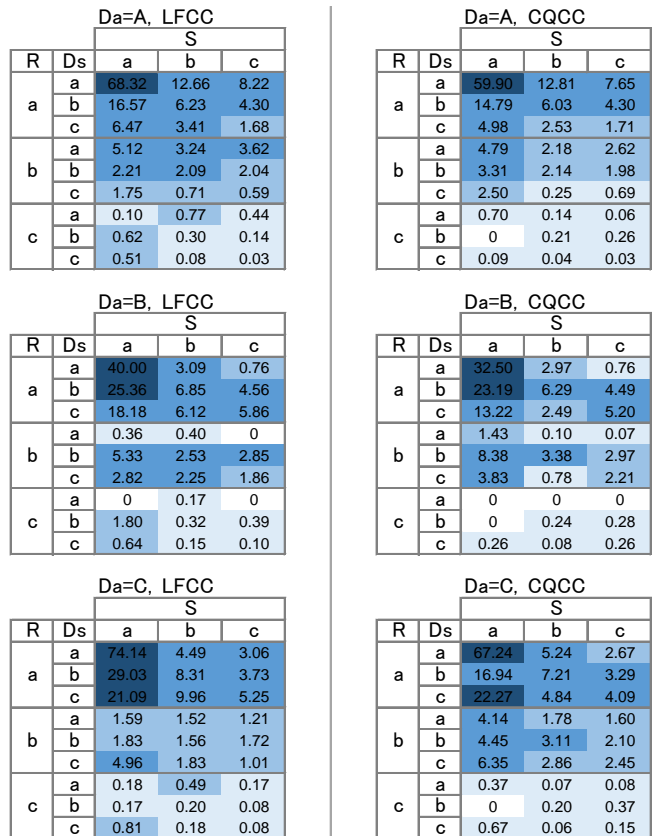 Da=A, LFCC
S
R Ds a b c
a a 68.32 12.66 8.22
b 16.57 6.23 4.30
c 6.47 3.41 1.68
b a 5.12 3.24 3.62
b 2.21 2.09 2.04
c 1.75 0.71 0.59
c a 0.10 0.77 0.44
b 0.62 0.30 0.14
c 0.51 0.08 0.03
Da=A, CQCC
S
R Ds a b c
a a 59.90 12.81 7.65
b 14.79 6.03 4.30
c 4.98 2.53 1.71
b a 4.79 2.18 2.62
b 3.31 2.14 1.98
c 2.50 0.25 0.69
c a 0.70 0.14 0.06
b 0 0.21 0.26
c 0.09 0.04 0.03
Da=B, LFCC
S
R Ds a b c
a a 40.00 3.09 0.76
b 25.36 6.85 4.56
c 18.18 6.12 5.86
b a 0.36 0.40 0
b 5.33 2.53 2.85
c 2.82 2.25 1.86
c a 0 0.17 0
b 1.80 0.32 0.39
c 0.64 0.15 0.10
Da=B, CQCC
S
R Ds a b c
a a 32.50 2.97 0.76
b 23.19 6.29 4.49
c 13.22 2.49 5.20
b a 1.43 0.10 0.07
b 8.38 3.38 2.97
c 3.83 0.78 2.21
c a 0 0 0
b 0 0.24 0.28
c 0.26 0.08 0.26
Da=C, LFCC
S
R Ds a b c
a a 74.14 4.49 3.06
b 29.03 8.31 3.73
c 21.09 9.96 5.25
b a 1.59 1.52 1.21
b 1.83 1.56 1.72
c 4.96 1.83 1.01
c a 0.18 0.49 0.17
b 0.17 0.20 0.08
c 0.81 0.18 0.08
Da=C, CQCC
S
R Ds a b c
a a 67.24 5.24 2.67
b 16.94 7.21 3.29
c 22.27 4.84 4.09
b a 4.14 1.78 1.60
b 4.45 3.11 2.10
c 6.35 2.86 2.45
c a 0.37 0.07 0.08
b 0 0.20 0.37
c 0.67 0.06 0.15